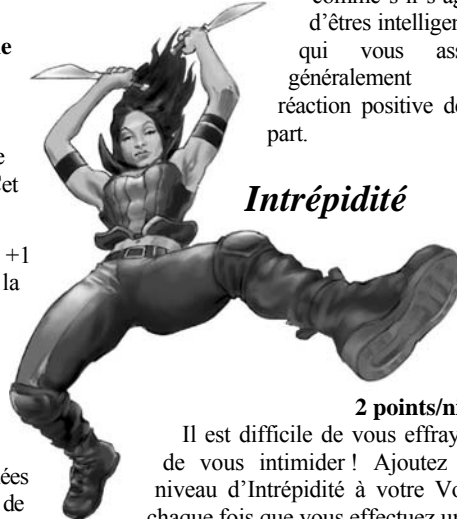 +1
la
de
comme s'il s'ag
d'êtres intelligen
qui vous ass
généralement
réaction positive de
part.
Intrépidité
2 points/ni
Il est difficile de vous effray
de vous intimider ! Ajoutez
niveau d'Intrépidité à votre Vo
chaque fois que vous effectuez un